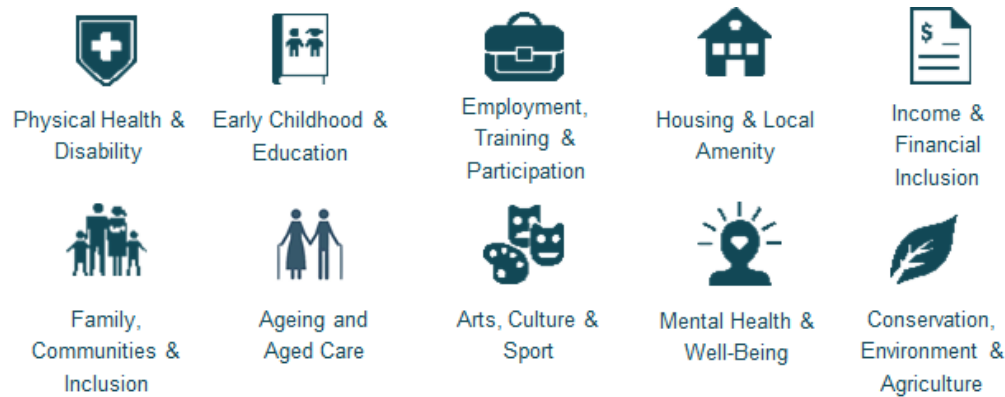 Physical Health &
Disability
Early Childhood &
Education
Employment,
Training &
Participation
Housing & Local
Amenity
$
Income &
Financial
Inclusion
Family,
Communities &
Inclusion
Ageing and
Aged Care
Arts, Culture &
Sport
Mental Health &
Well-Being
Conservation,
Environment &
Agriculture